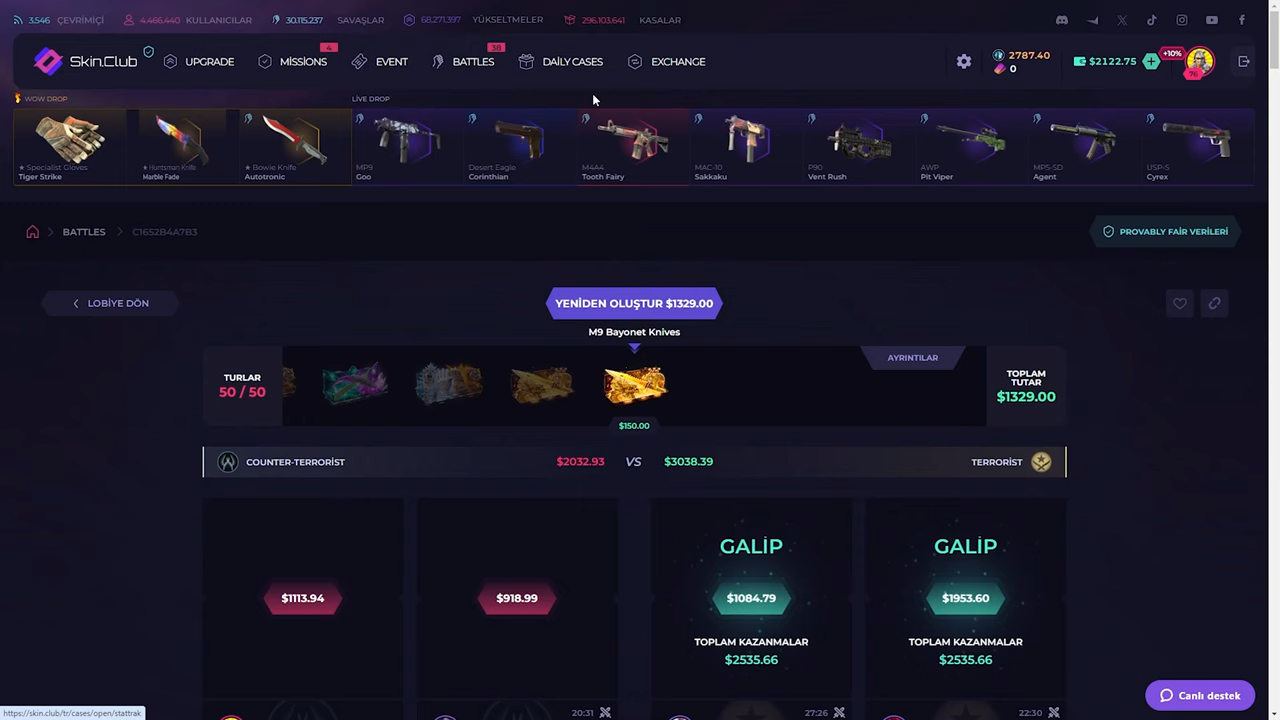 3.546 ÇEVRİMİÇİ 4.466.440 KULLANICILAR 30.115.237 SAVAŞLAR 68.271.397 YÜKSELTMELER 296.103.641 KASALAR
Skin.Club UPGRADE MISSIONS 4 EVENT BATTLES 38 DAILY CASES EXCHANGE 2787.40 0 $2122.75 +10% 76
WOW DROP LİVE DROP
★ Specialist Gloves ★ Huntsman Knife ★ Bowie Knife MP9 Desert Eagle M4A4 MAC-10 P90 AWP MP5-SD USP-S
Tiger Strike Marble Fade Autotronic Goo Corinthian Tooth Fairy Sakkaku Vent Rush Pit Viper Agent Cyrex
BATTLES C1652B4A7B3 PROVABLY FAIR VERİLERİ
LOBİYE DÖN YENİDEN OLUŞTUR $1329.00
M9 Bayonet Knives
AYRINTILAR
TURLAR
50 / 50
TOPLAM
TUTAR
$1329.00
$150.00
COUNTER-TERRORIST $2032.93 VS $3038.39 TERRORIST
GALİP GALİP
$1113.94 $918.99 $1084.79 $1953.60
TOPLAM KAZANMALAR TOPLAM KAZANMALAR
$2535.66 $2535.66
Canlı destek
20:31 27:26 22:30
https://skin.club/tr/cases/open/stattrak